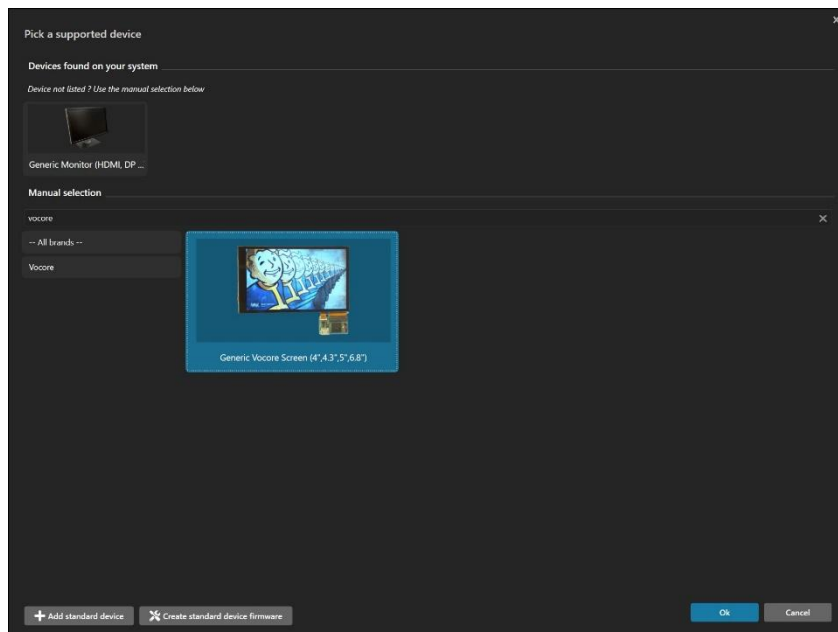 Pick a supported device
Devices found on your system
Device not listed ? Use the manual selection below
Generic Monitor (HDMI, DP ...
Manual selection
vocore
-- All brands --
Vocore
Generic Vocore Screen (4",4.3",5",6.8")
Add standard device
Create standard device firmware
Ok
Cancel